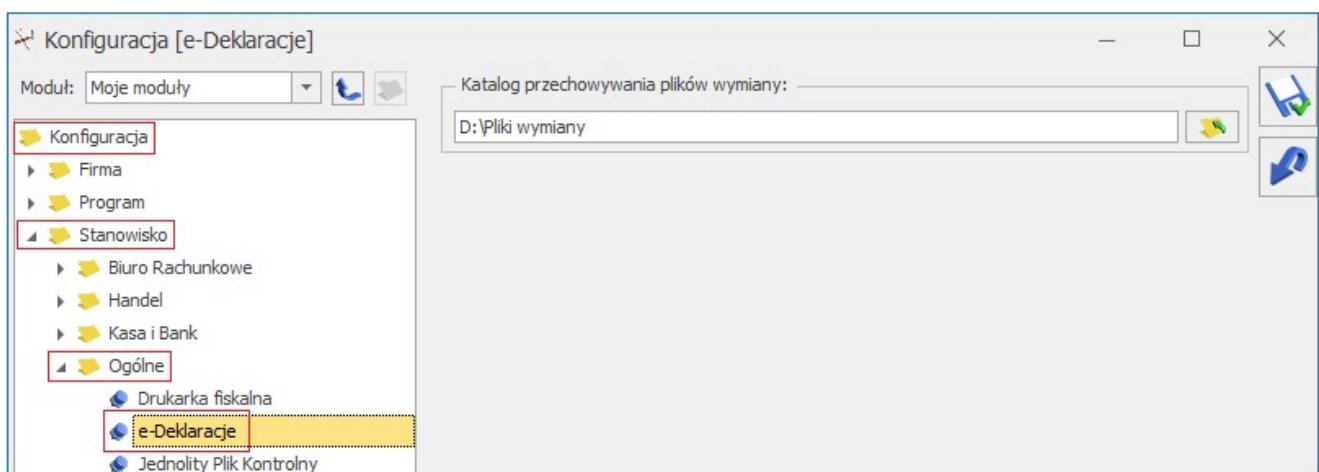 Konfiguracja [e-Deklaracje]
Moduł: Moje moduły
Katalog przechowywania plików wymiany:
D:\Pliki wymiany
Konfiguracja
Firma
Program
Stanowisko
Biuro Rachunkowe
Handel
Kasa i Bank
Ogólne
Drukarka fiskalna
e-Deklaracje
Jednolity Plik Kontrolny